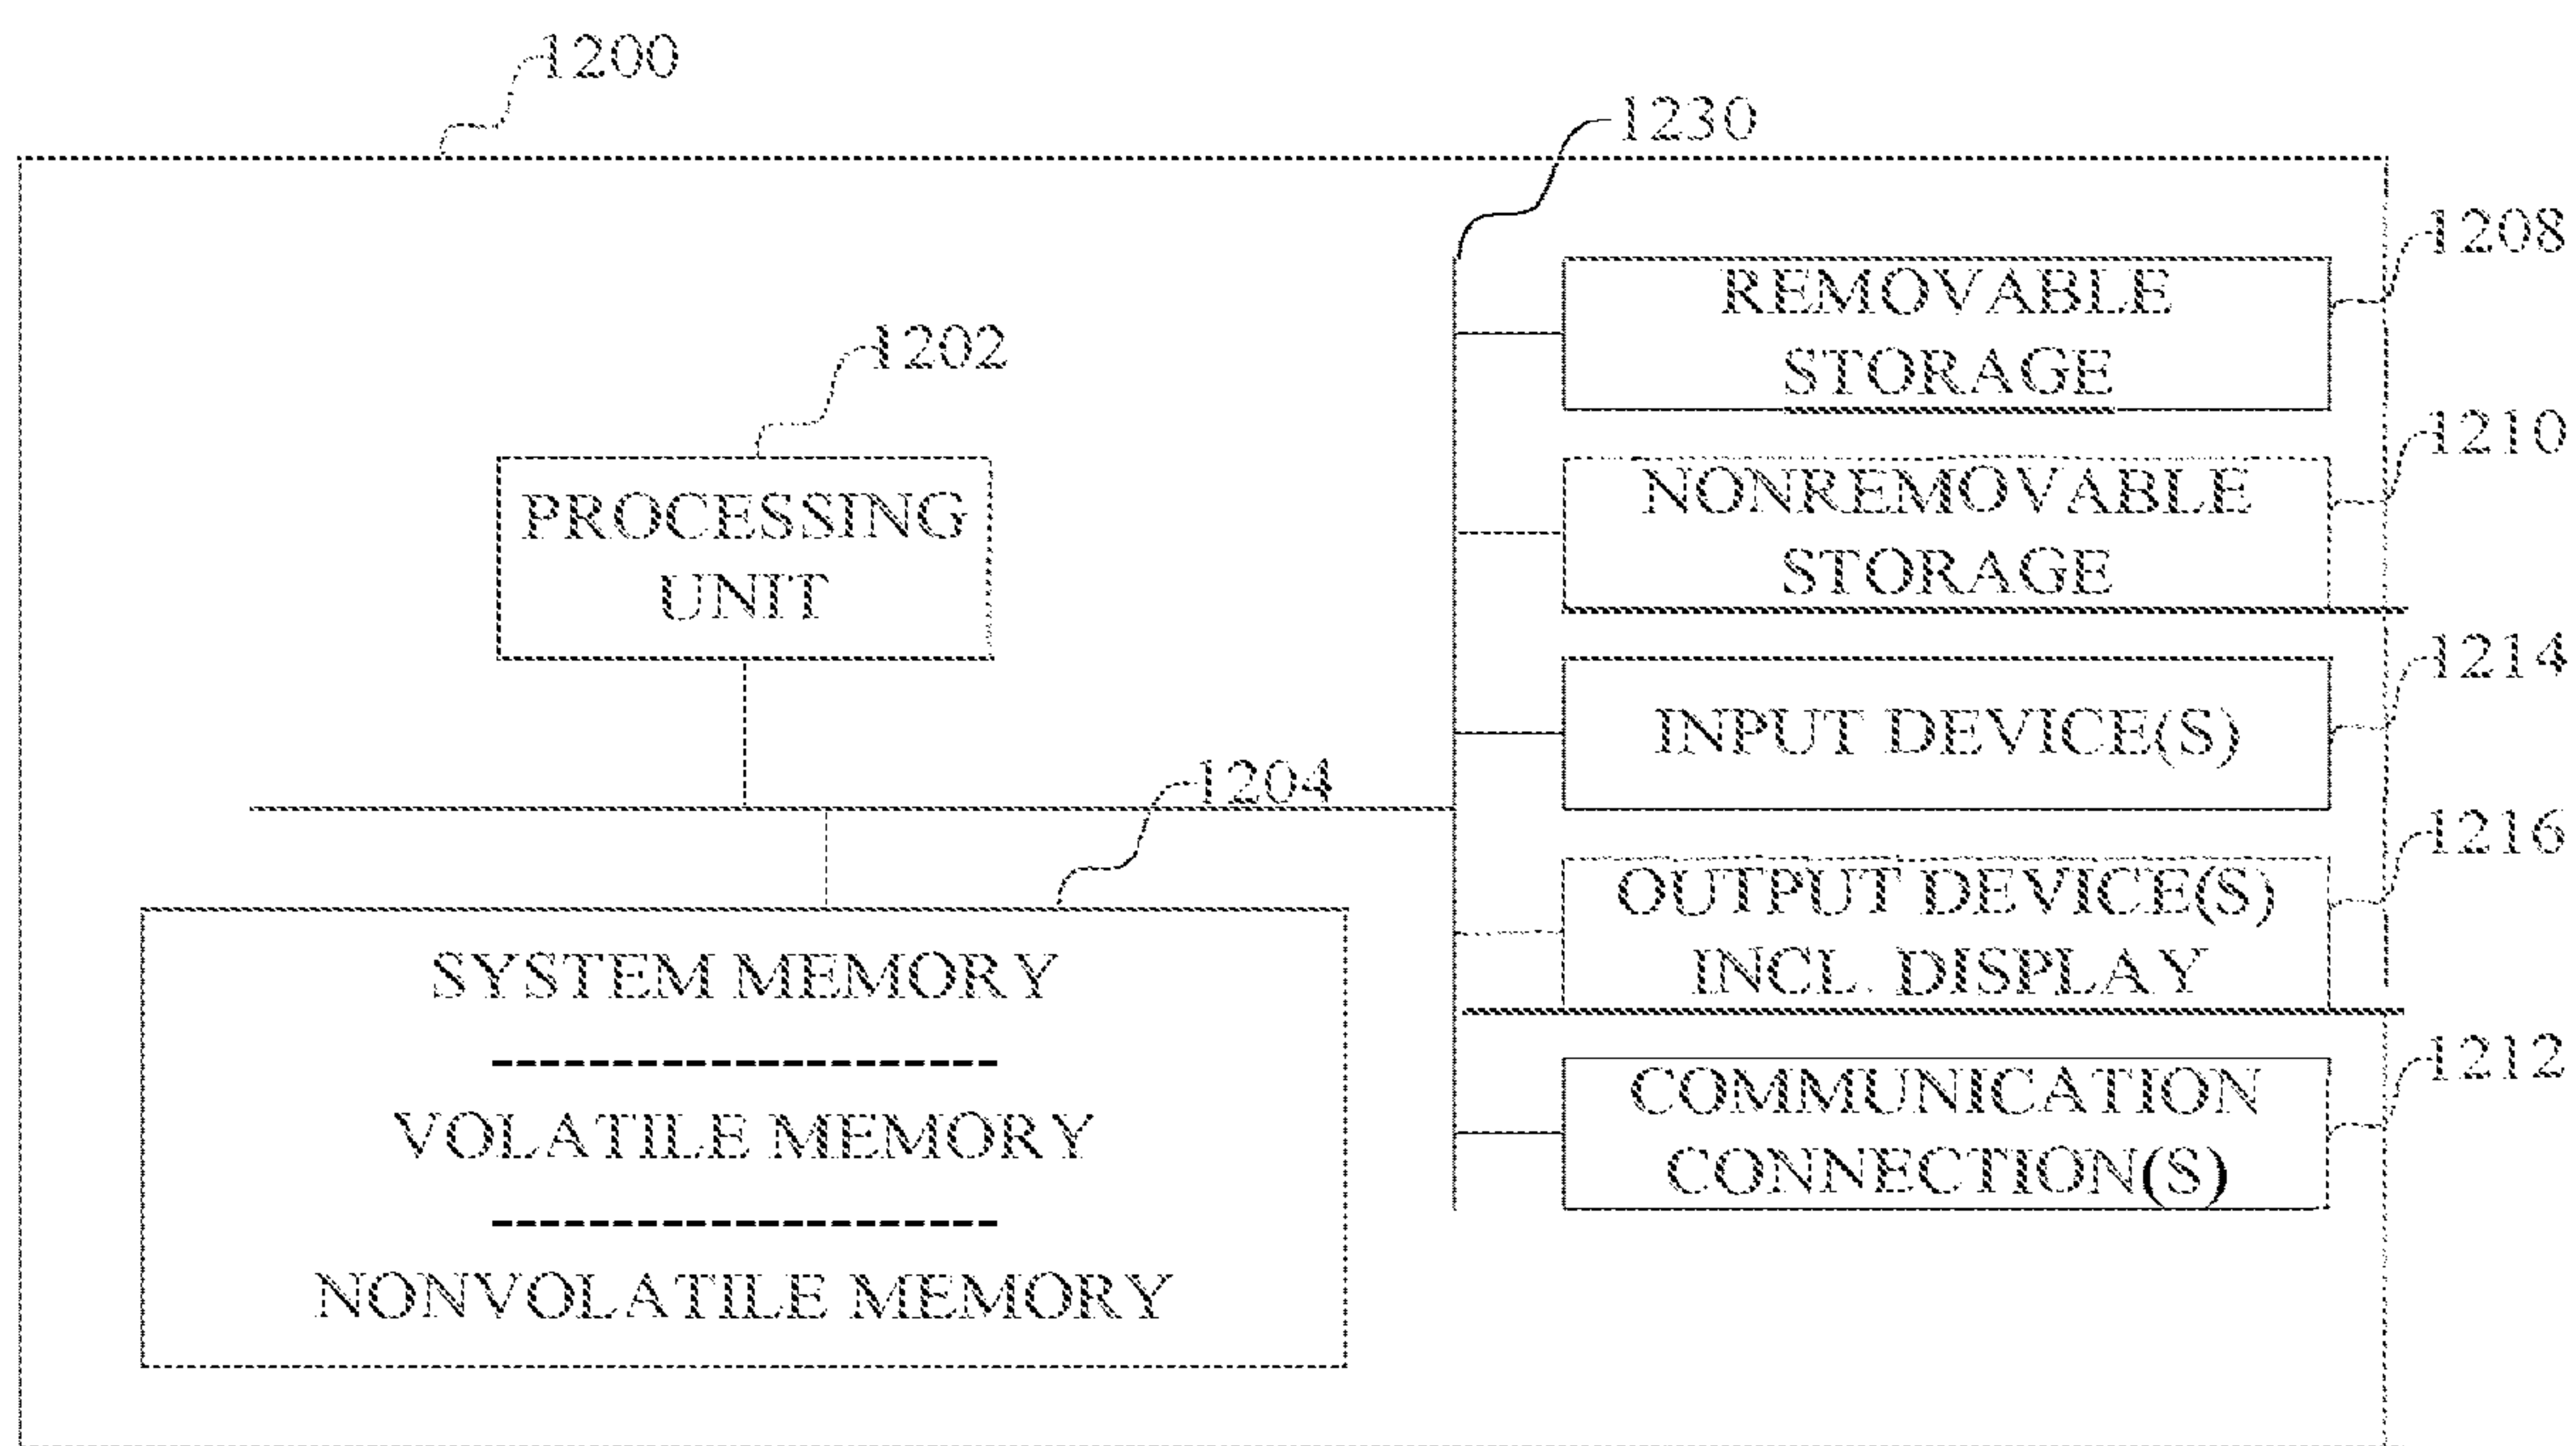 1200
1230
1208
REMOVABLE
STORAGE
1202
1210
PROCESSING
UNIT
NONREMOVABLE
STORAGE
1214
INPUT DEVICE(S)
1204
1216
OUTPUT DEVICE(S)
INCL. DISPLAY
SYSTEM MEMORY
VOLATILE MEMORY
NONVOLATILE MEMORY
1212
COMMUNICATION
CONNECTION(S)